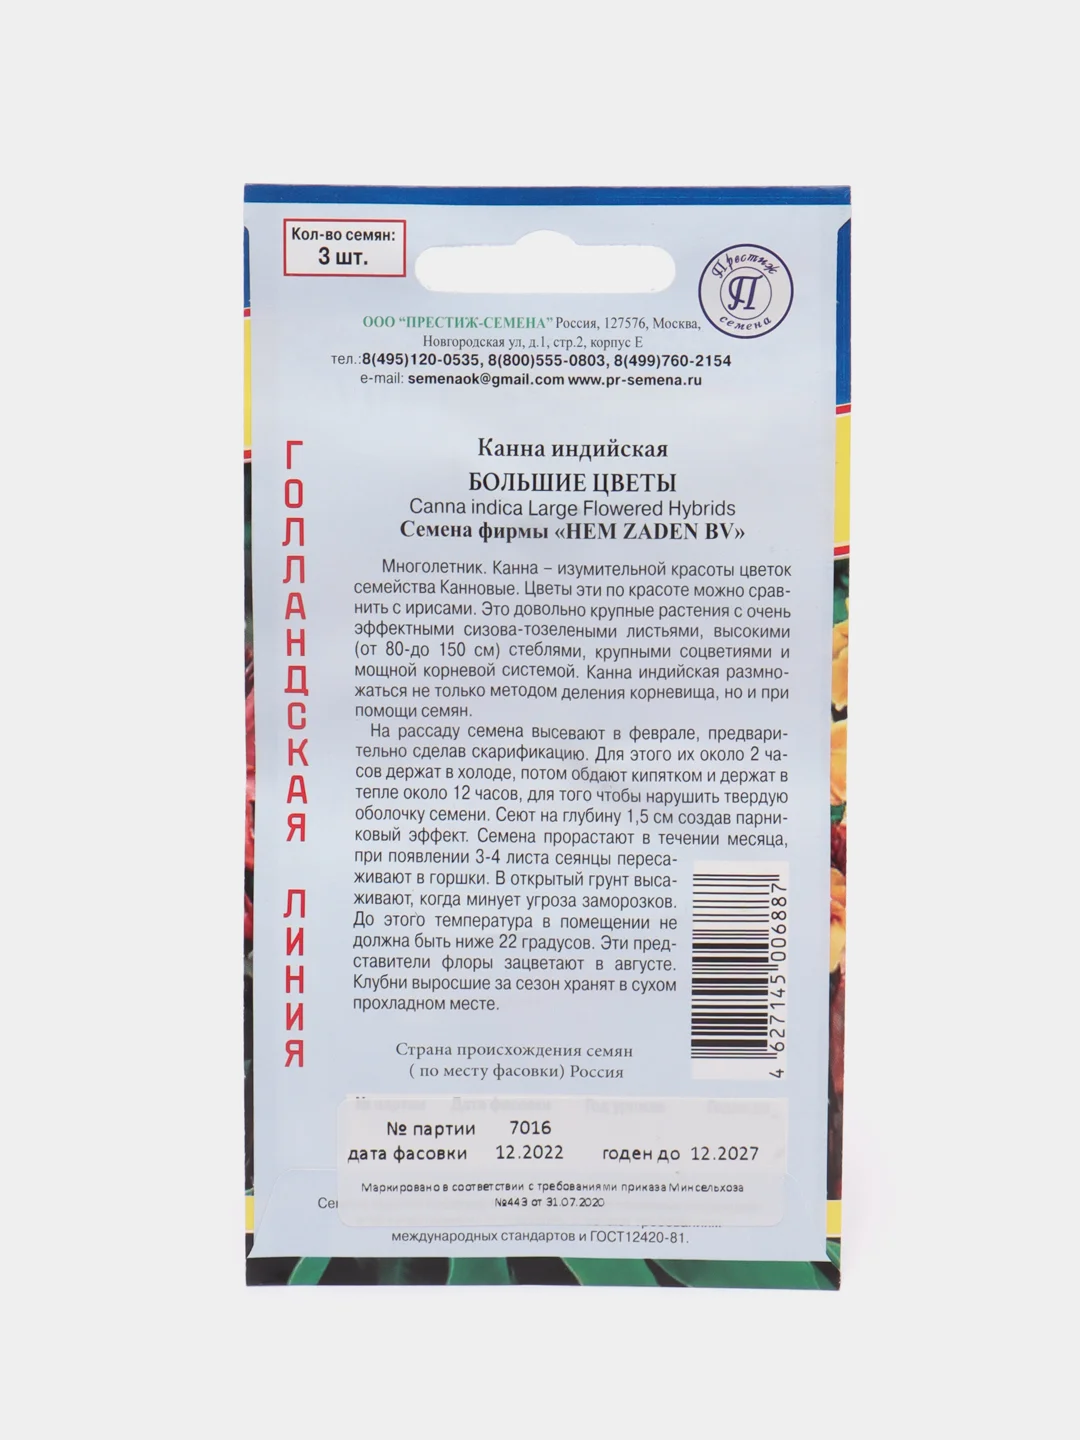 Кол-во семян:
3 шт.
Престиж
П
семена
ООО “ПРЕСТИЖ-СЕМЕНА” Россия, 127576, Москва,
Новгородская ул, д.1, стр.2, корпус Е
тел.:8(495)120-0535, 8(800)555-0803, 8(499)760-2154
e-mail: semenaok@gmail.com www.pr-semena.ru
ГОЛЛАНДСКАЯ ЛИНИЯ
Канна индийская
БОЛЬШИЕ ЦВЕТЫ
Canna indica Large Flowered Hybrids
Семена фирмы «HEM ZADEN BV»
Многолетник. Канна – изумительной красоты цветок
семейства Канновые. Цветы эти по красоте можно срав-
нить с ирисами. Это довольно крупные растения с очень
эффектными сизова-тозелеными листьями, высокими
(от 80-до 150 см) стеблями, крупными соцветиями и
мощной корневой системой. Канна индийская размно-
жаться не только методом деления корневища, но и при
помощи семян.
На рассаду семена высевают в феврале, предвари-
тельно сделав скарификацию. Для этого их около 2 ча-
сов держат в холоде, потом обдают кипятком и держат в
тепле около 12 часов, для того чтобы нарушить твердую
оболочку семени. Сеют на глубину 1,5 см создав парни-
ковый эффект. Семена прорастают в течении месяца,
при появлении 3-4 листа сеянцы переса-
живают в горшки. В открытый грунт выса-
живают, когда минует угроза заморозков.
До этого температура в помещении не
должна быть ниже 22 градусов. Эти пред-
ставители флоры зацветают в августе.
Клубни выросшие за сезон хранят в сухом
прохладном месте.
4 627145 006887
Страна происхождения семян
( по месту фасовки) Россия
№ партии 7016
дата фасовки 12.2022 годен до 12.2027
Маркировано в соответствии с требованиями приказа Минсельхоза
№443 от 31.07.2020
международных стандартов и ГОСТ12420-81.